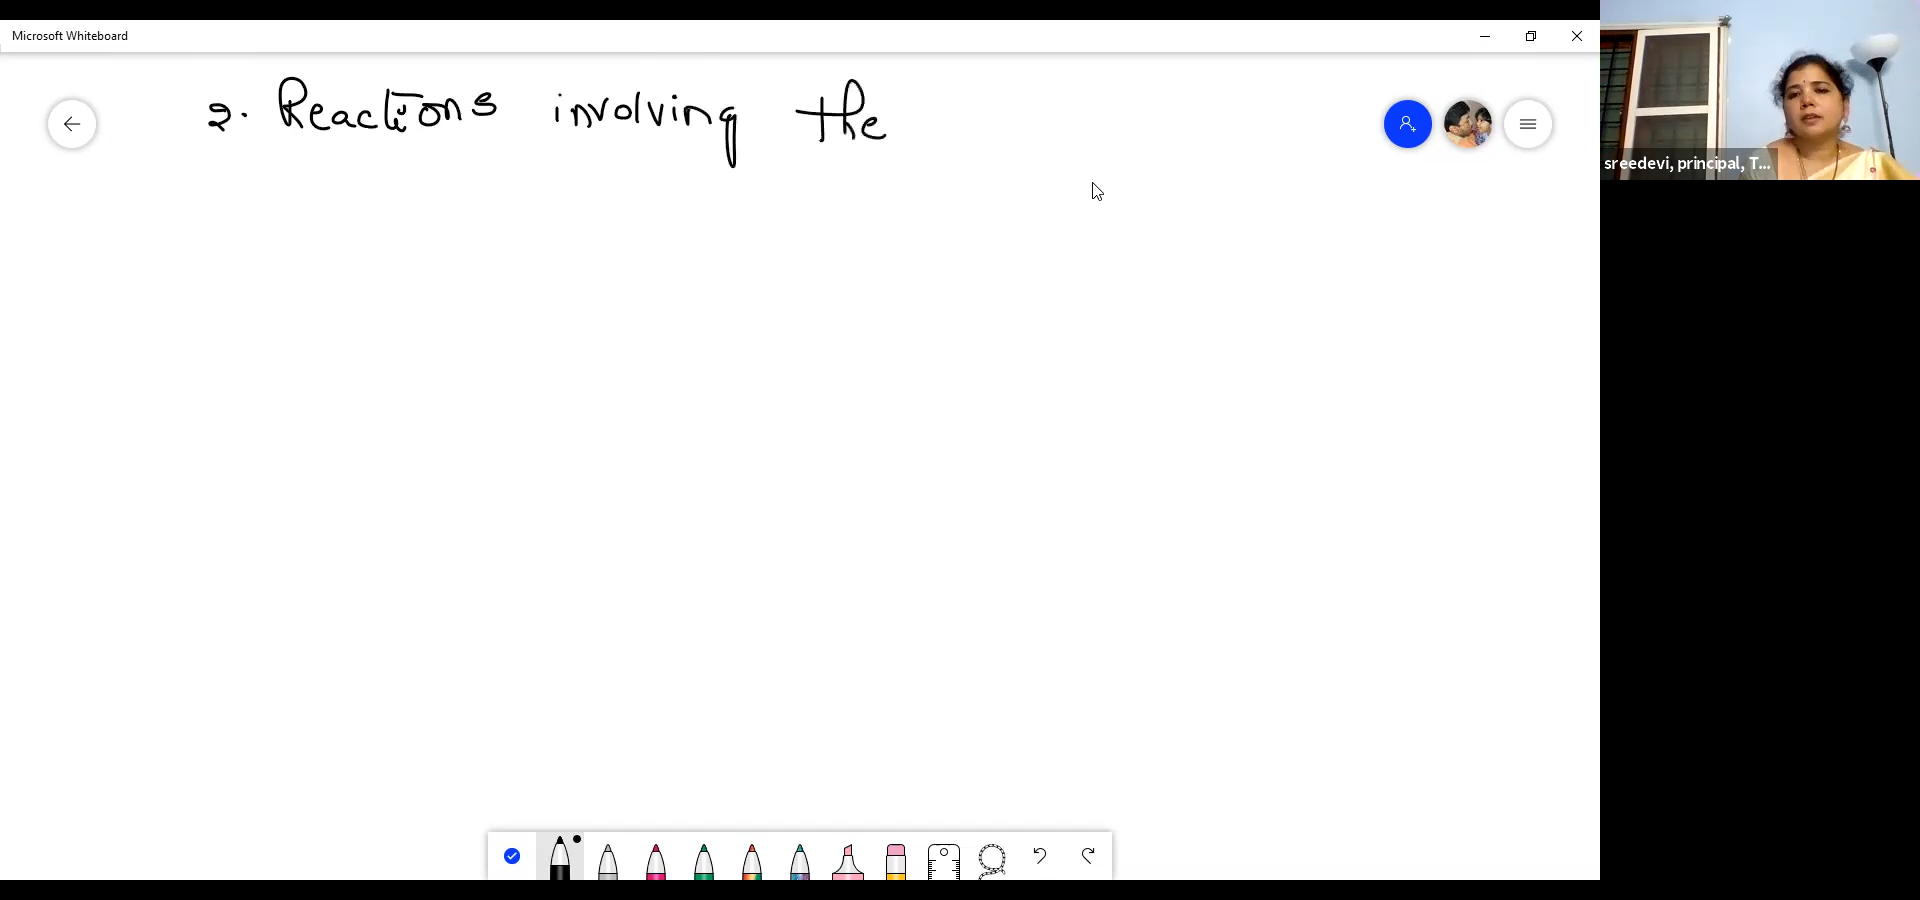 Microsoft Whiteboard
2. Reactions involving the
sreedevi, principal, T...